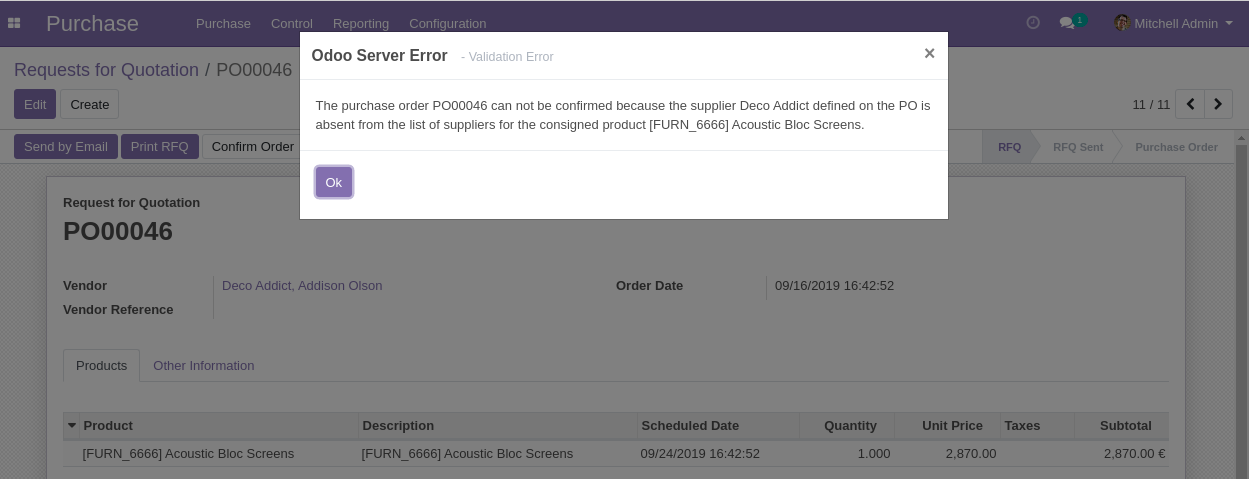 Purchase Purchase Control Reporting Configuration 1 Mitchell Admin
Odoo Server Error - Validation Error ×
Requests for Quotation / PO00046
The purchase order PO00046 can not be confirmed because the supplier Deco Addict defined on the PO is
absent from the list of suppliers for the consigned product [FURN_6666] Acoustic Bloc Screens.
Edit Create 11 / 11
Send by Email Print RFQ Confirm Order RFQ RFQ Sent Purchase Order
Ok
Request for Quotation
PO00046
Vendor Deco Addict, Addison Olson Order Date 09/16/2019 16:42:52
Vendor Reference
Products Other Information
Product Description Scheduled Date Quantity Unit Price Taxes Subtotal
[FURN_6666] Acoustic Bloc Screens [FURN_6666] Acoustic Bloc Screens 09/24/2019 16:42:52 1.000 2,870.00 2,870.00 €